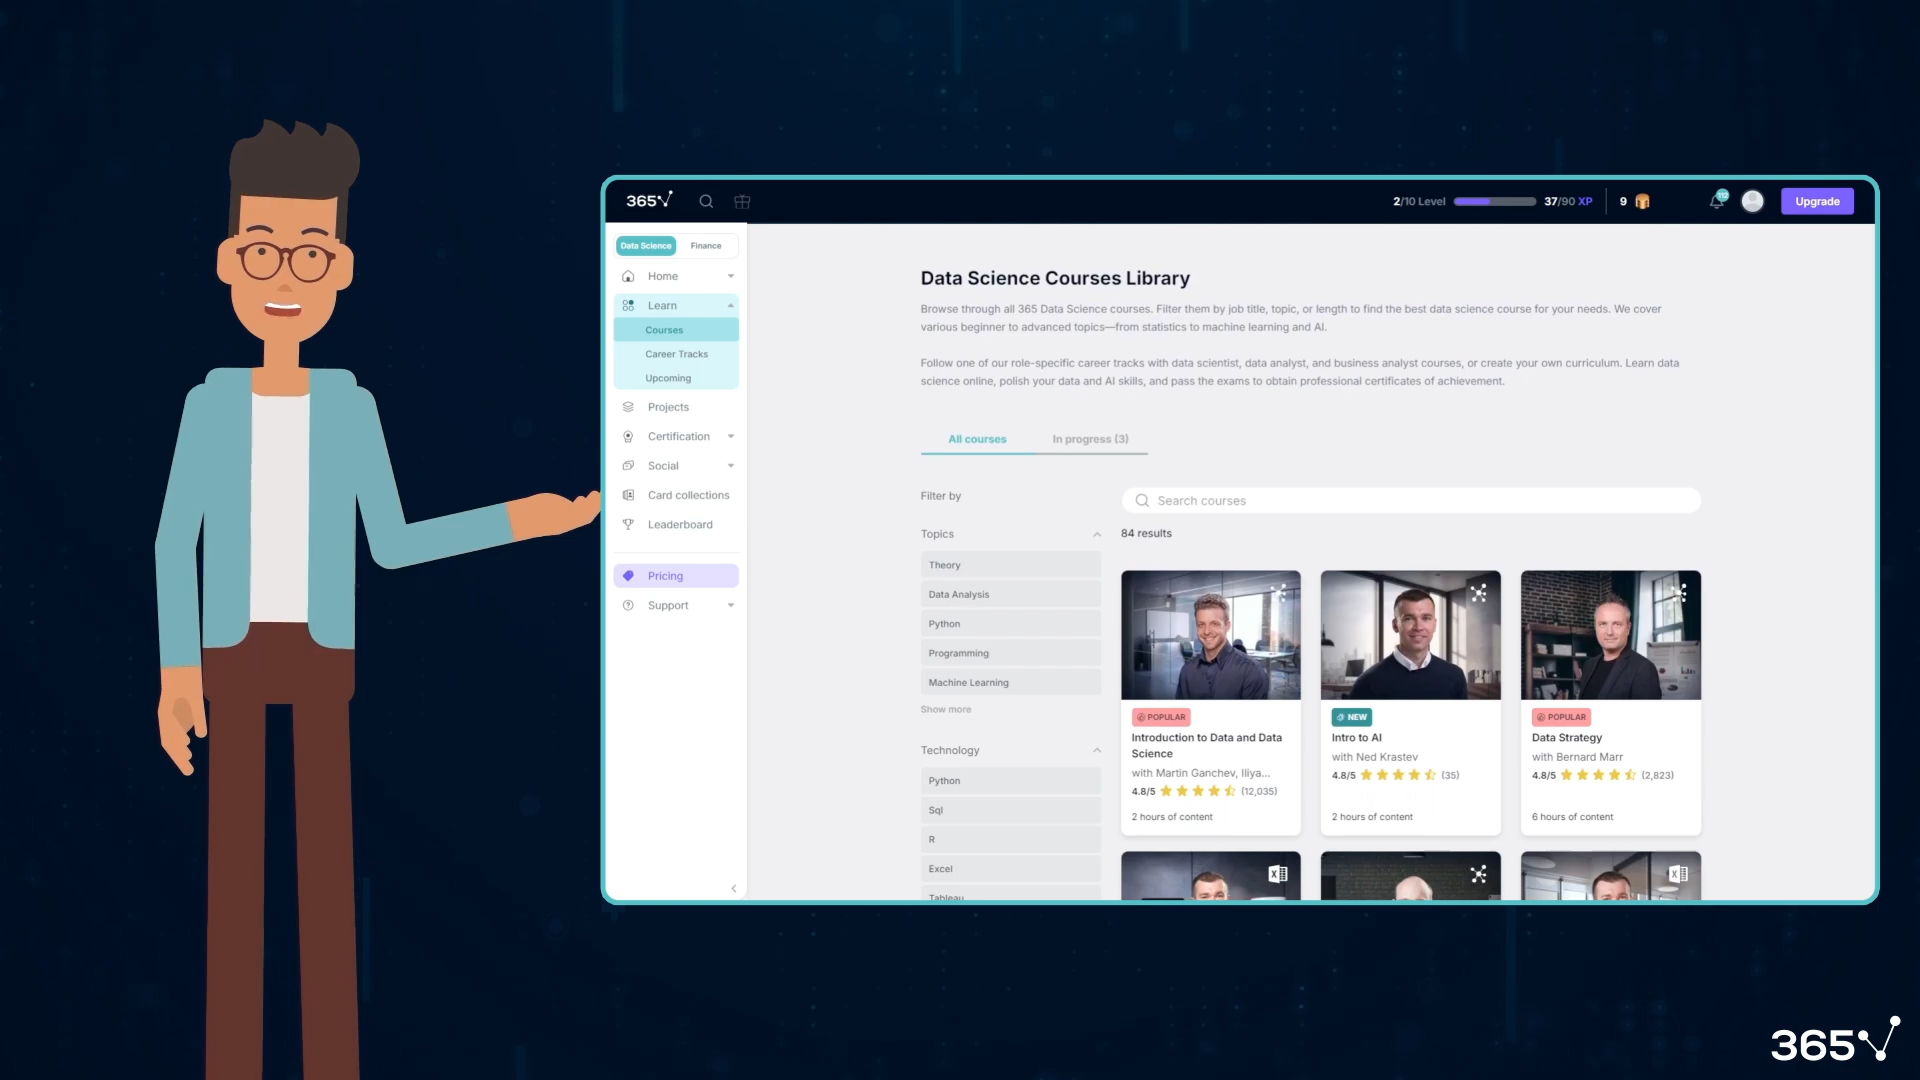 365
2/10 Level
37/90 XP
9
112
Upgrade
Data Science
Finance
Home
Learn
Courses
Career Tracks
Upcoming
Projects
Certification
Social
Card collections
Leaderboard
Pricing
Support
Data Science Courses Library
Browse through all 365 Data Science courses. Filter them by job title, topic, or length to find the best data science course for your needs. We cover
various beginner to advanced topics—from statistics to machine learning and AI.
Follow one of our role-specific career tracks with data scientist, data analyst, and business analyst courses, or create your own curriculum. Learn data
science online, polish your data and AI skills, and pass the exams to obtain professional certificates of achievement.
All courses
In progress (3)
Filter by
Topics
Theory
Data Analysis
Python
Programming
Machine Learning
Show more
Technology
Python
Sql
R
Excel
Tableau
Search courses
84 results
POPULAR
Introduction to Data and Data
Science
with Martin Ganchev, Iliya...
4.8/5 (12,035)
2 hours of content
NEW
Intro to AI
with Ned Krastev
4.8/5 (35)
2 hours of content
POPULAR
Data Strategy
with Bernard Marr
4.8/5 (2,823)
6 hours of content
365